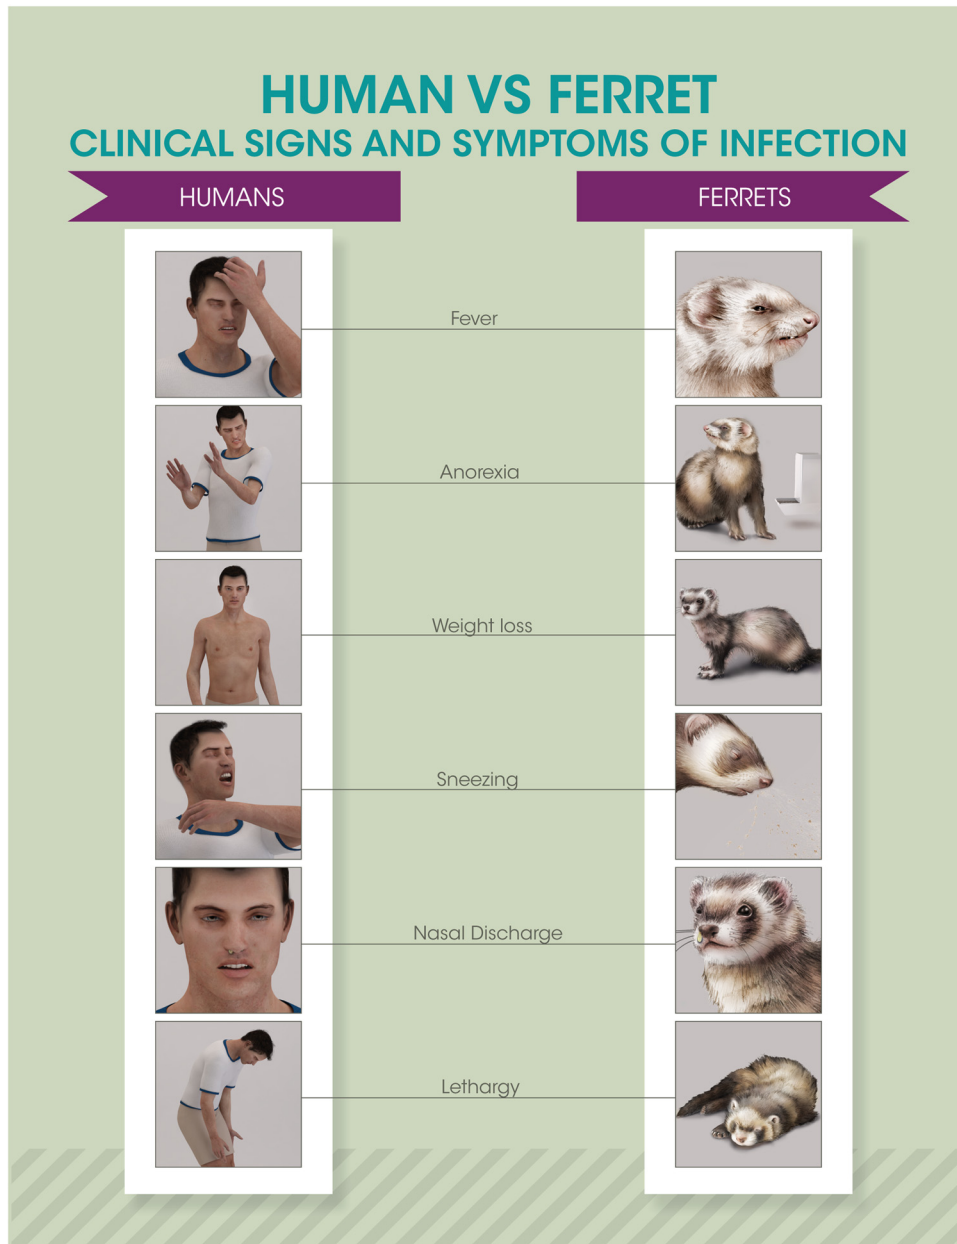 HUMAN VS FERRET
CLINICAL SIGNS AND SYMPTOMS OF INFECTION
HUMANS
FERRETS
Fever
Anorexia
Weight loss
Sneezing
Nasal Discharge
Lethargy